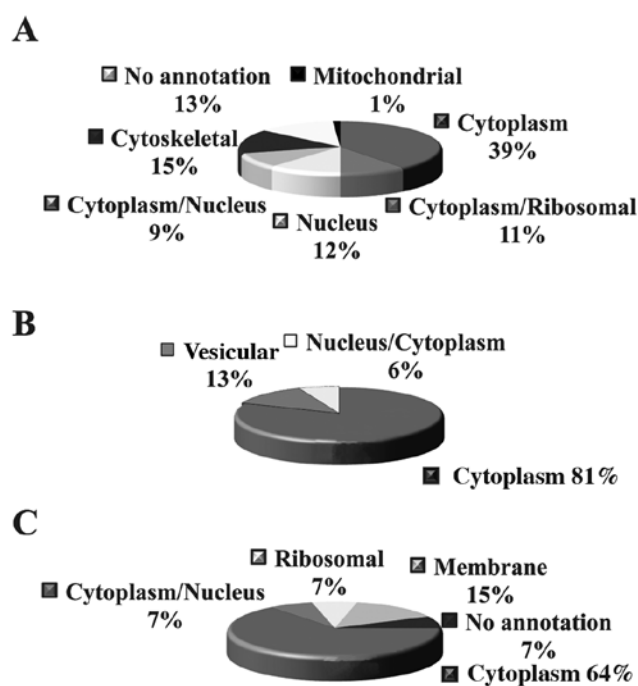 A
No annotation
13%
Mitochondrial
1%
Cytoplasm
39%
Cytoskeletal
15%
Cytoplasm/Nucleus
9%
Nucleus
12%
Cytoplasm/Ribosomal
11%
B
Vesicular
13%
Nucleus/Cytoplasm
6%
Cytoplasm 81%
C
Ribosomal
7%
Membrane
15%
Cytoplasm/Nucleus
7%
No annotation
7%
Cytoplasm 64%